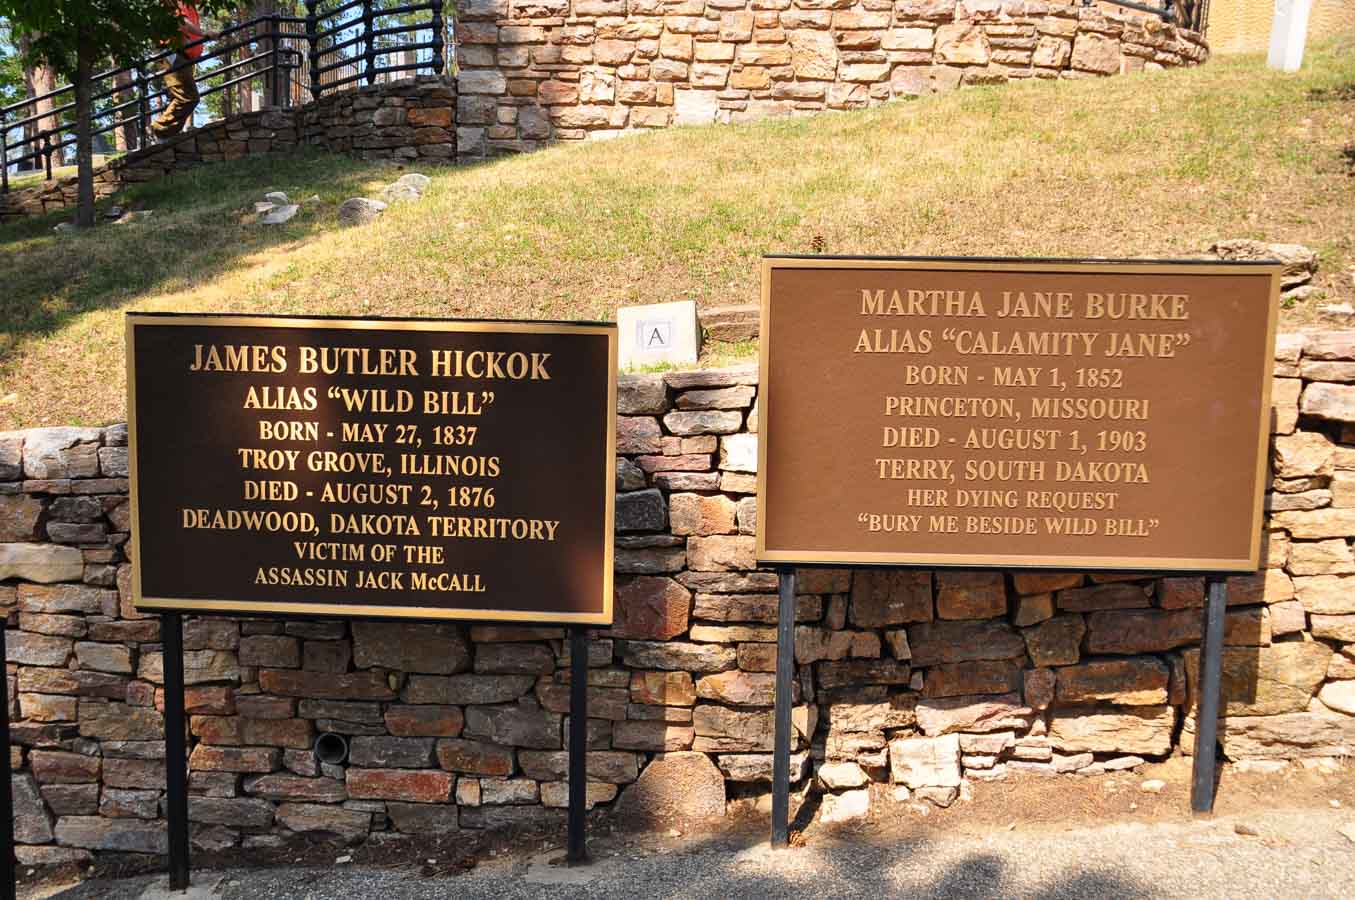 JAMES BUTLER HICKOK
ALIAS “WILD BILL”
BORN - MAY 27, 1837
TROY GROVE, ILLINOIS
DIED - AUGUST 2, 1876
DEADWOOD, DAKOTA TERRITORY
VICTIM OF THE
ASSASSIN JACK McCALL
A
MARTHA JANE BURKE
ALIAS “CALAMITY JANE”
BORN - MAY 1, 1852
PRINCETON, MISSOURI
DIED - AUGUST 1, 1903
TERRY, SOUTH DAKOTA
HER DYING REQUEST
“BURY ME BESIDE WILD BILL”